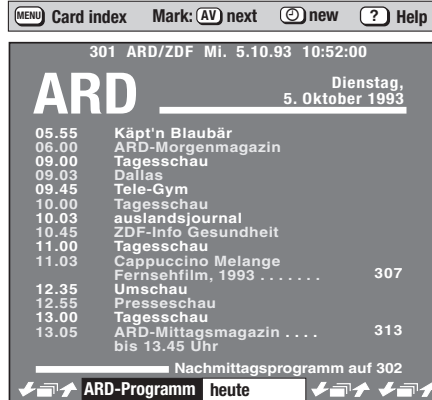 MENU Card index Mark: AV next new ? Help
301 ARD/ZDF Mi. 5.10.93 10:52:00
ARD
Dienstag,
5. Oktober 1993
05.55 Käpt'n Blaubär
06.00 ARD-Morgenmagazin
09.00 Tagesschau
09.03 Dallas
09.45 Tele-Gym
10.00 Tagesschau
10.03 auslandsjournal
10.45 ZDF-Info Gesundheit
11.00 Tagesschau
11.03 Cappuccino Melange
Fernsehfilm, 1993 ....... 307
12.35 Umschau
12.55 Presseschau
13.00 Tagesschau
13.05 ARD-Mittagsmagazin .... 313
bis 13.45 Uhr
Nachmittagsprogramm auf 302
ARD-Programm heute